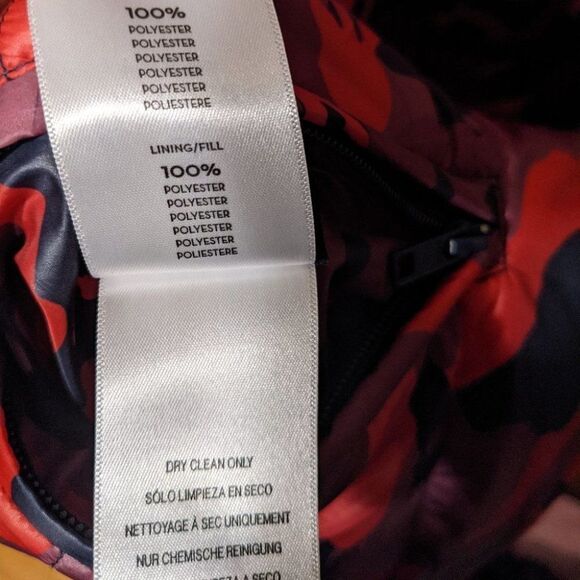 100%
POLYESTER
POLYESTER
POLYESTER
POLYESTER
POLYESTER
POLIESTERE
LINING/FILL
100%
POLYESTER
POLYESTER
POLYESTER
POLYESTER
POLYESTER
POLIESTERE
DRY CLEAN ONLY
SÓLO LIMPIEZA EN SECO
NETTOYAGE À SEC UNIQUEMENT
NUR CHEMISCHE REINIGUNG
A SECO